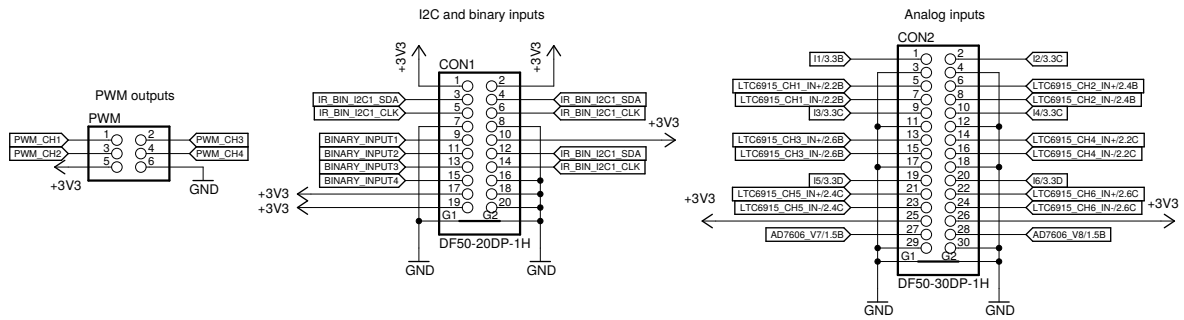 I2C and binary inputs
Analog inputs
PWM outputs
PWM
PWM_CH1 1 2 PWM_CH3
PWM_CH2 3 4 PWM_CH4
5 6
+3V3
GND
+3V3 +3V3
CON1
1 2
IR_BIN_I2C1_SDA 3 4 IR_BIN_I2C1_SDA
IR_BIN_I2C1_CLK 5 6 IR_BIN_I2C1_CLK
7 8
BINARY_INPUT1 9 10 +3V3
BINARY_INPUT2 11 12 IR_BIN_I2C1_SDA
BINARY_INPUT3 13 14 IR_BIN_I2C1_CLK
BINARY_INPUT4 15 16
+3V3 17 18
+3V3 19 20
G1 G2
DF50-20DP-1H
GND GND
CON2
I1/3.3B 1 2 I2/3.3C
3 4
LTC6915_CH1_IN+/2.2B 5 6 LTC6915_CH2_IN+/2.4B
LTC6915_CH1_IN-/2.2B 7 8 LTC6915_CH2_IN-/2.4B
I3/3.3C 9 10 I4/3.3C
11 12
LTC6915_CH3_IN+/2.6B 13 14 LTC6915_CH4_IN+/2.2C
LTC6915_CH3_IN-/2.6B 15 16 LTC6915_CH4_IN-/2.2C
17 18
I5/3.3D 19 20 I6/3.3D
LTC6915_CH5_IN+/2.4C 21 22 LTC6915_CH6_IN+/2.6C
LTC6915_CH5_IN-/2.4C 23 24 LTC6915_CH6_IN-/2.6C
+3V3 25 26 +3V3
AD7606_V7/1.5B 27 28 AD7606_V8/1.5B
29 30
G1 G2
DF50-30DP-1H
GND GND